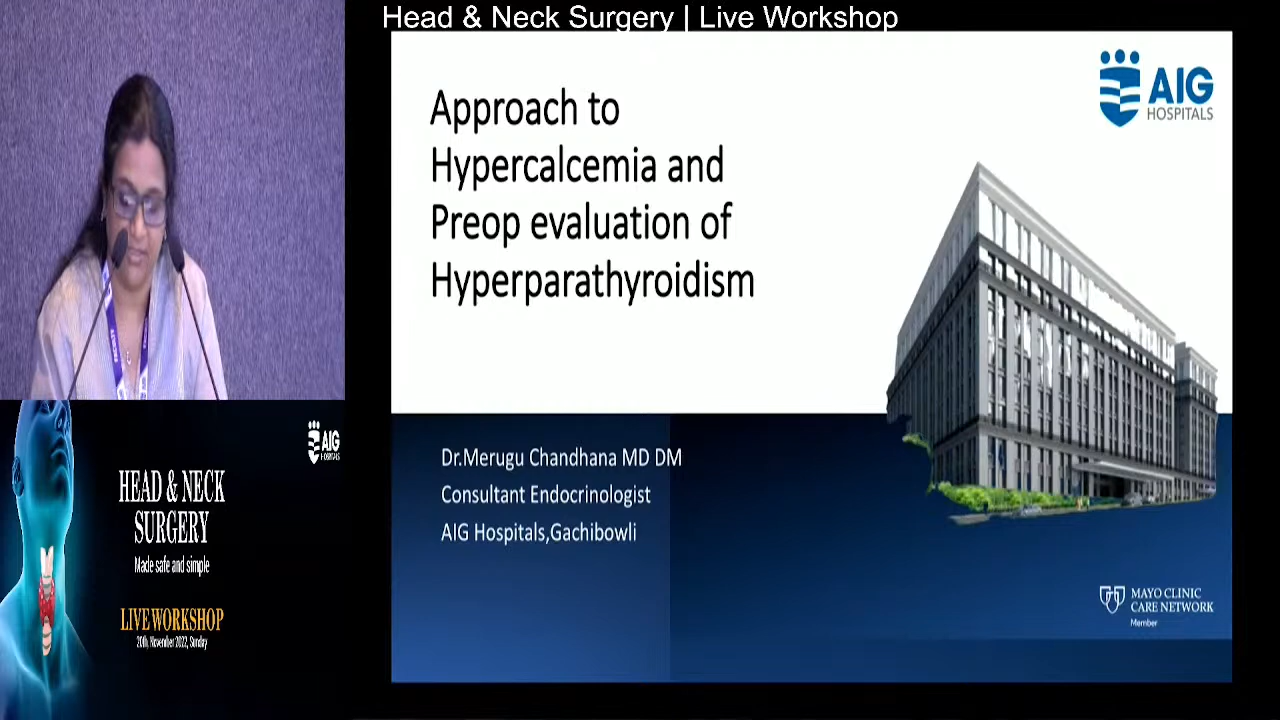 Head & Neck Surgery | Live Workshop
Approach to
Hypercalcemia and
Preop evaluation of
Hyperparathyroidism
AIG
HOSPITALS
Dr.Merugu Chandhana MD DM
Consultant Endocrinologist
AIG Hospitals,Gachibowli
MAYO CLINIC
CARE NETWORK
Member
AIG
HOSPITALS
HEAD & NECK
SURGERY
Made safe and simple
LIVE WORKSHOP
20th, November 2022, Sunday